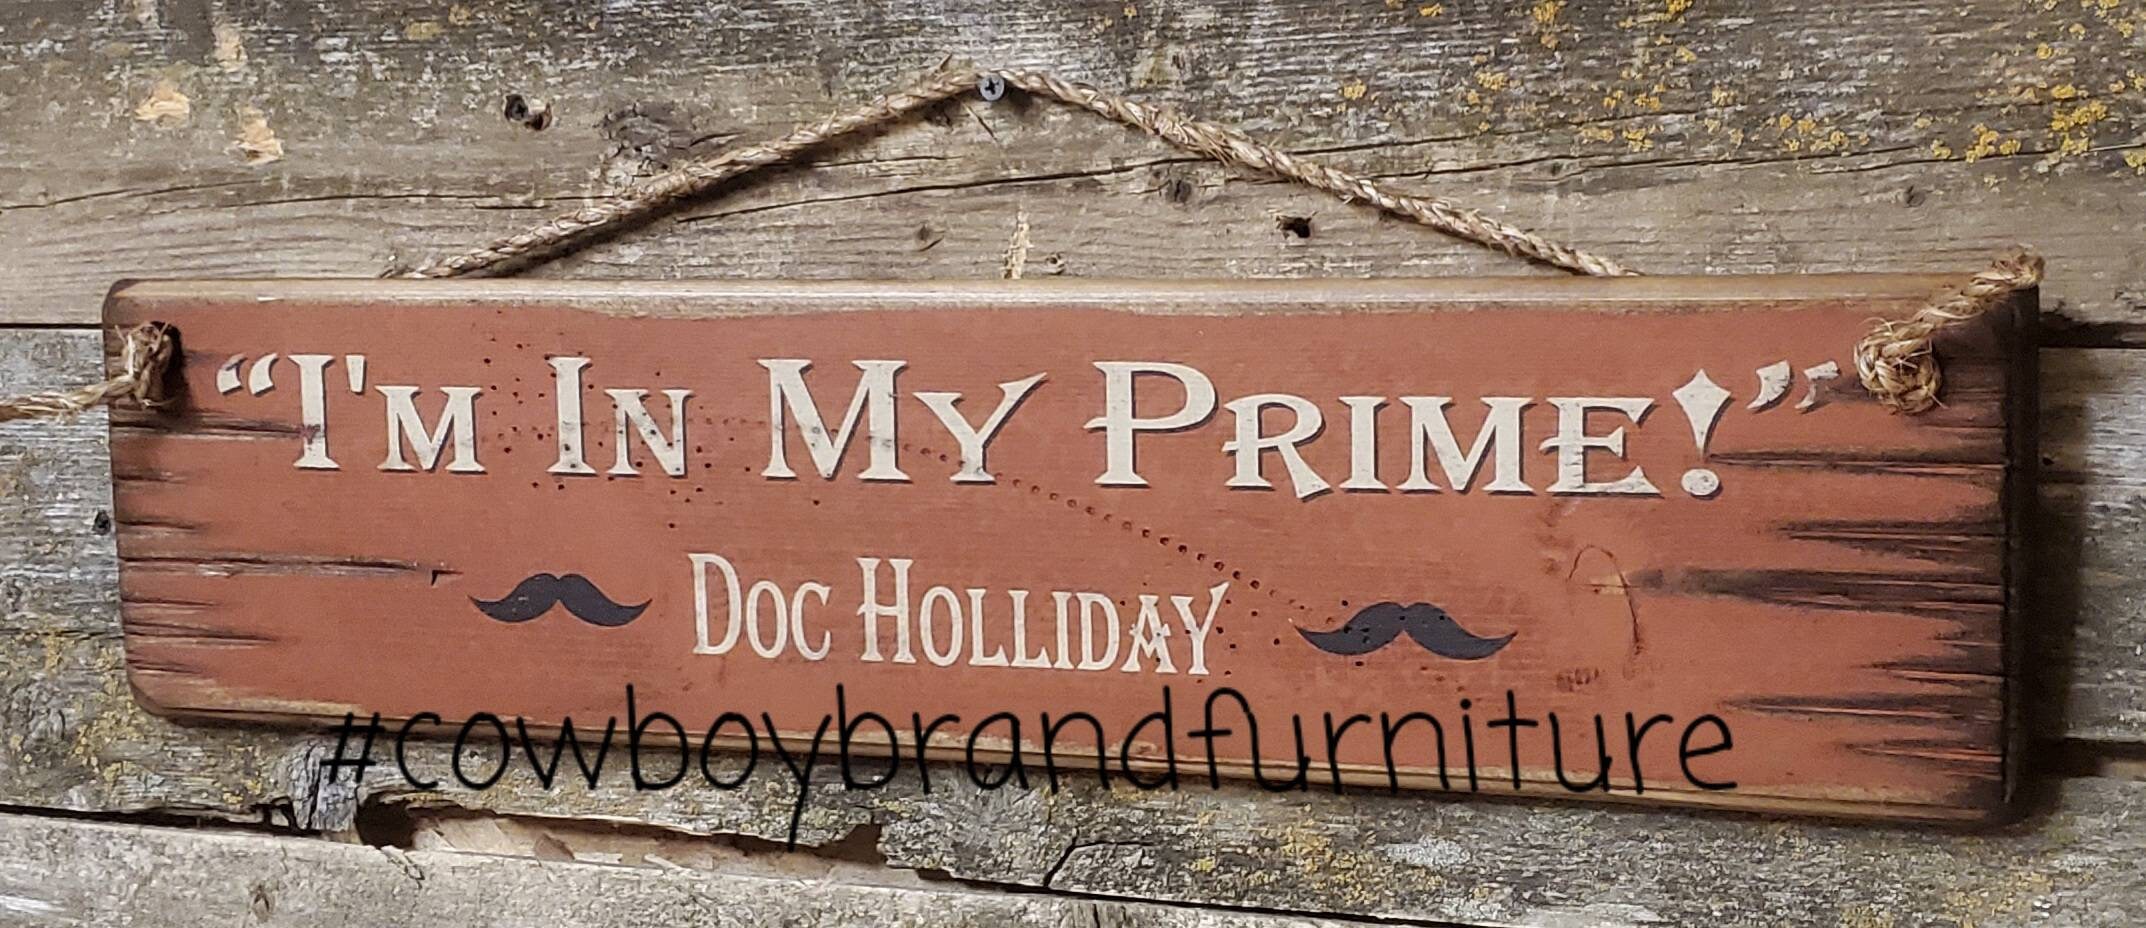 “I'm In My Prime!”
Doc Holliday
#cowboybrandfurniture